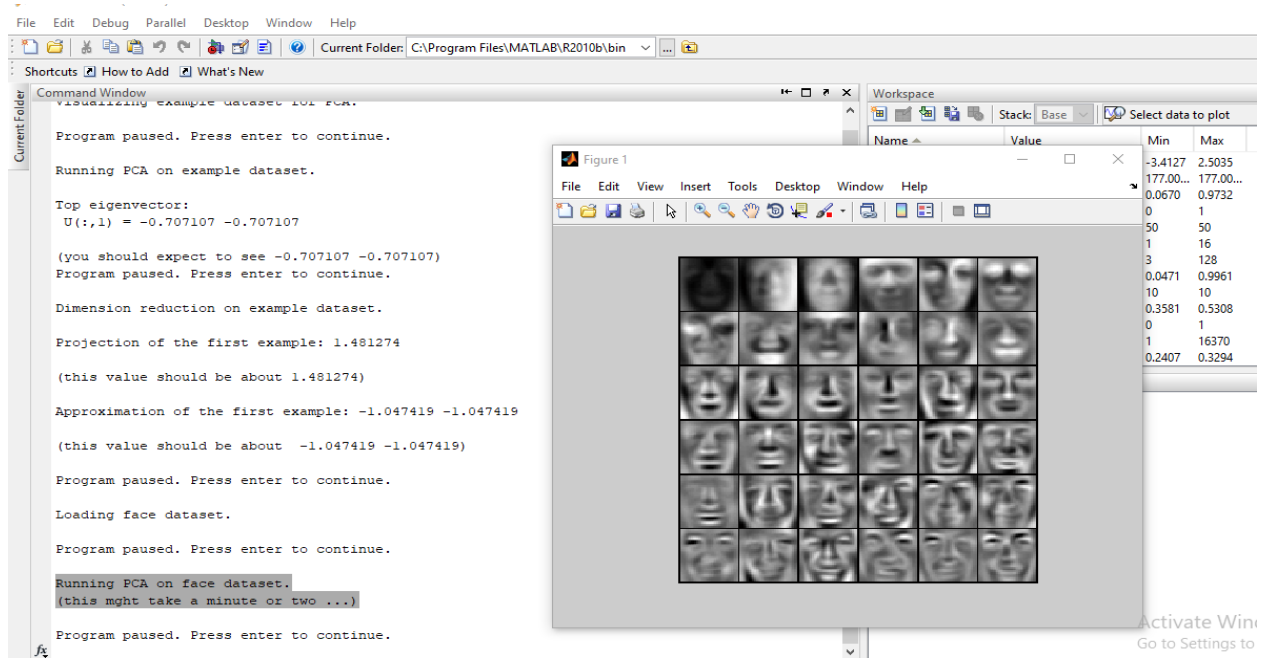 File Edit Debug Parallel Desktop Window Help
Current Folder: C:\Program Files\MATLAB\R2010b\bin
Shortcuts How to Add What's New
Current Folder
Command Window
Visualizing example dataset for PCA.
Program paused. Press enter to continue.
Running PCA on example dataset.
Top eigenvector:
U(:,1) = -0.707107 -0.707107
(you should expect to see -0.707107 -0.707107)
Program paused. Press enter to continue.
Dimension reduction on example dataset.
Projection of the first example: 1.481274
(this value should be about 1.481274)
Approximation of the first example: -1.047419 -1.047419
(this value should be about  -1.047419 -1.047419)
Program paused. Press enter to continue.
Loading face dataset.
Program paused. Press enter to continue.
Running PCA on face dataset.
(this mght take a minute or two ...)
Program paused. Press enter to continue.
fx
Figure 1
File Edit View Insert Tools Desktop Window Help
Workspace
Stack: Base Select data to plot
Name Value Min Max
-3.4127 2.5035
177.00... 177.00...
0.0670 0.9732
0 1
50 50
1 16
3 128
0.0471 0.9961
10 10
0.3581 0.5308
0 1
1 16370
0.2407 0.3294
Activate Win
Go to Settings to